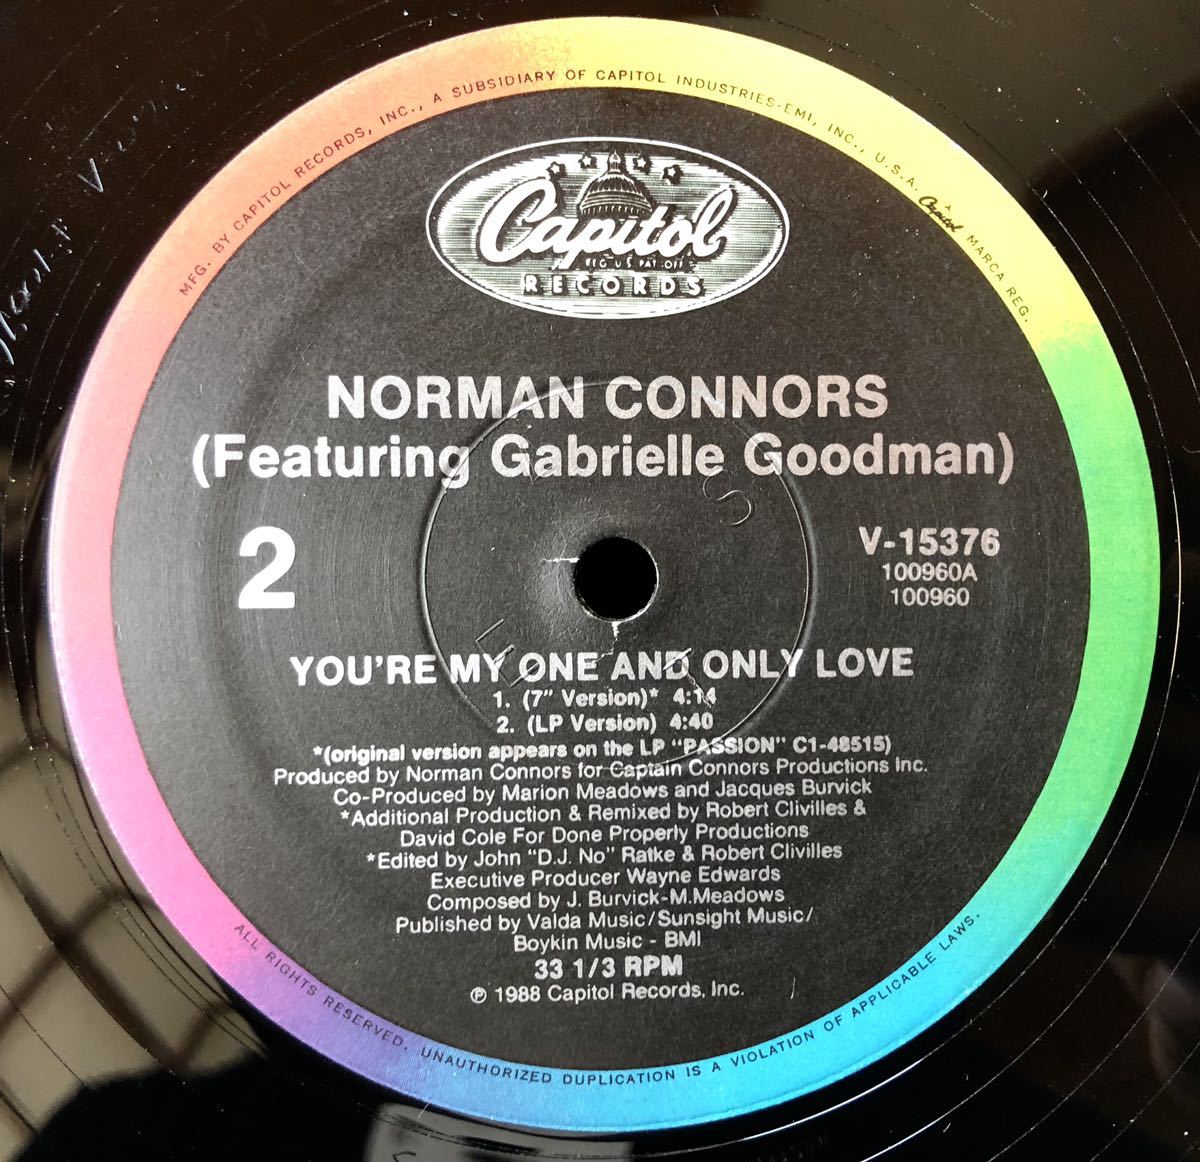 MFG. BY CAPITOL RECORDS, INC., A SUBSIDIARY OF CAPITOL INDUSTRIES-EMI, INC., U.S.A. Capitol MARCA REG.
Capitol
REG U S PAT OFF
RECORDS
NORMAN CONNORS
(Featuring Gabrielle Goodman)
2
V-15376
100960A
100960
YOU'RE MY ONE AND ONLY LOVE
1. (7" Version)* 4:14
2. (LP Version) 4:40
*(original version appears on the LP "PASSION" C1-48515)
Produced by Norman Connors for Captain Connors Productions Inc.
Co-Produced by Marion Meadows and Jacques Burvick
*Additional Production & Remixed by Robert Clivilles &
David Cole For Done Properly Productions
*Edited by John "D.J. No" Ratke & Robert Clivilles
Executive Producer Wayne Edwards
Composed by J. Burvick-M.Meadows
Published by Valda Music/Sunsight Music/
Boykin Music - BMI
33 1/3 RPM
℗ 1988 Capitol Records, Inc.
ALL RIGHTS RESERVED. UNAUTHORIZED DUPLICATION IS A VIOLATION OF APPLICABLE LAWS.